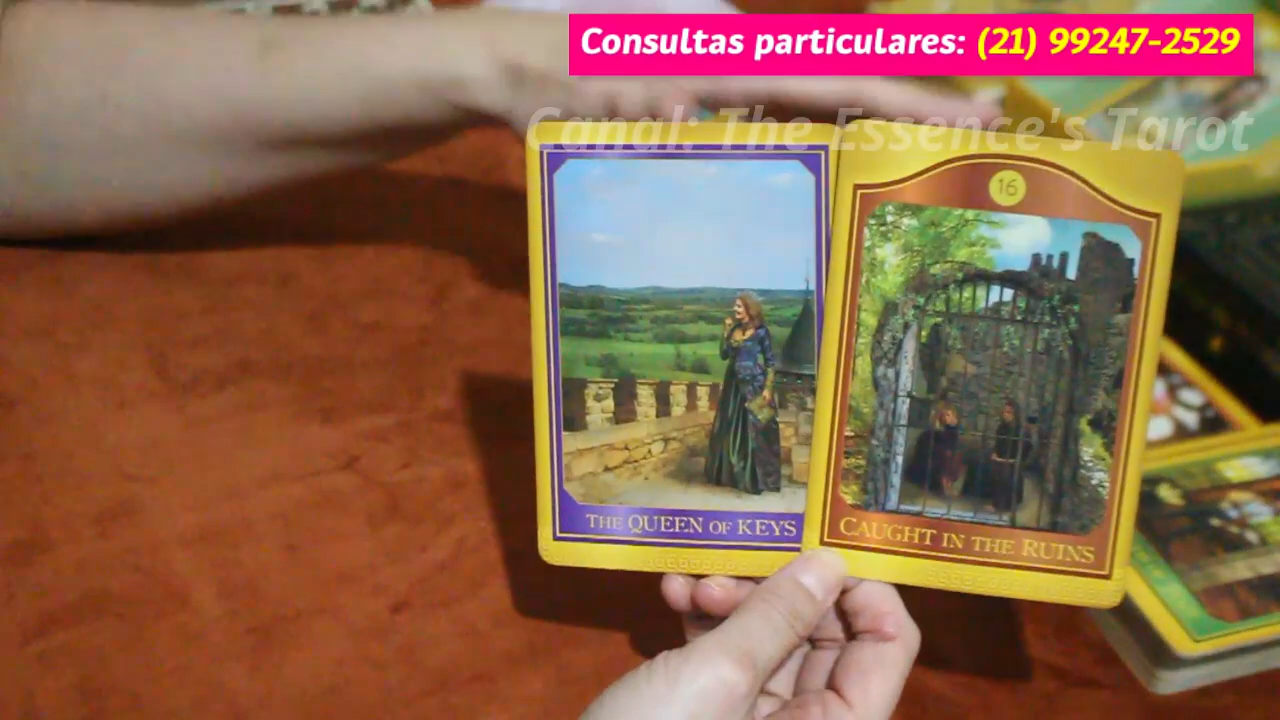 Consultas particulares: (21) 99247-2529
Canal: The Essence's Tarot
16
THE QUEEN OF KEYS
CAUGHT IN THE RUINS